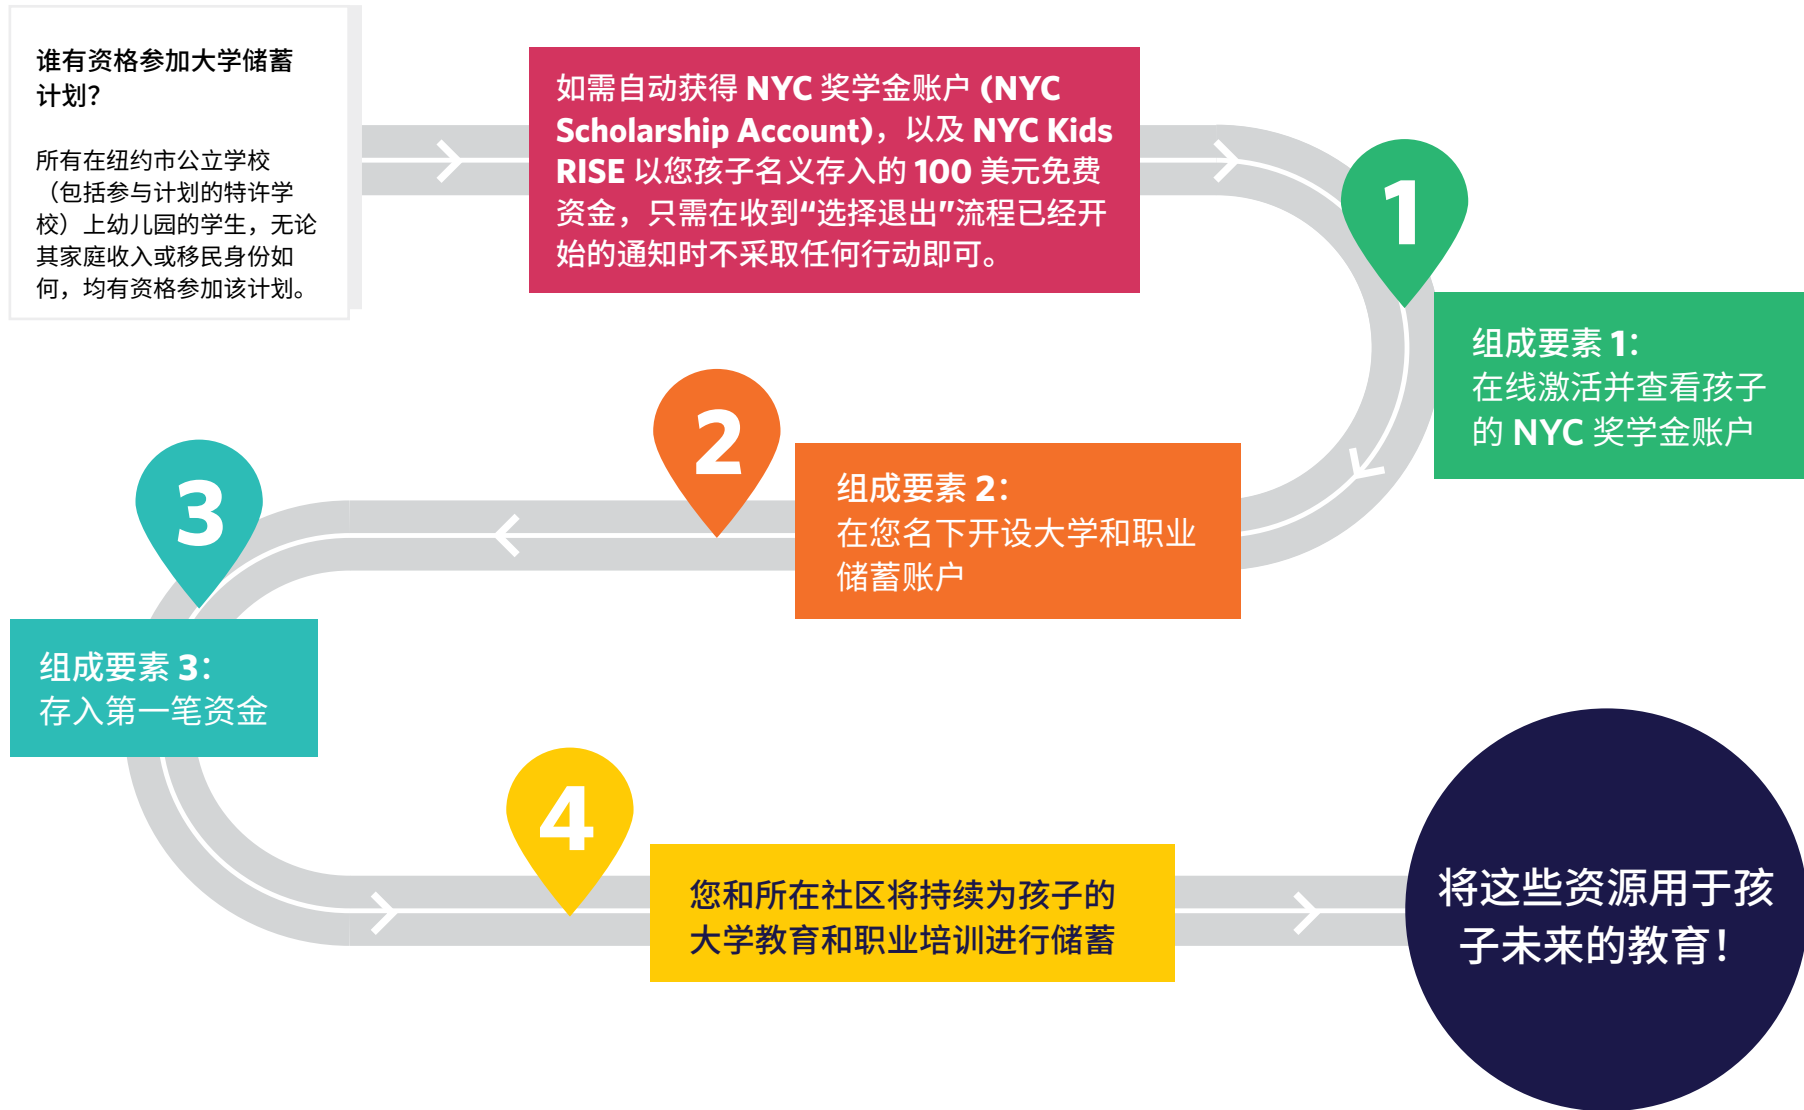 谁有资格参加大学储蓄
计划？
所有在纽约市公立学校
（包括参与计划的特许学
校）上幼儿园的学生，无论
其家庭收入或移民身份如
何，均有资格参加该计划。
如需自动获得 NYC 奖学金账户 (NYC
Scholarship Account)，以及 NYC Kids
RISE 以您孩子名义存入的 100 美元免费
资金，只需在收到“选择退出”流程已经开
始的通知时不采取任何行动即可。
1
组成要素 1：
在线激活并查看孩子
的 NYC 奖学金账户
2
组成要素 2：
在您名下开设大学和职业
储蓄账户
3
组成要素 3：
存入第一笔资金
4
您和所在社区将持续为孩子的
大学教育和职业培训进行储蓄
将这些资源用于孩
子未来的教育！